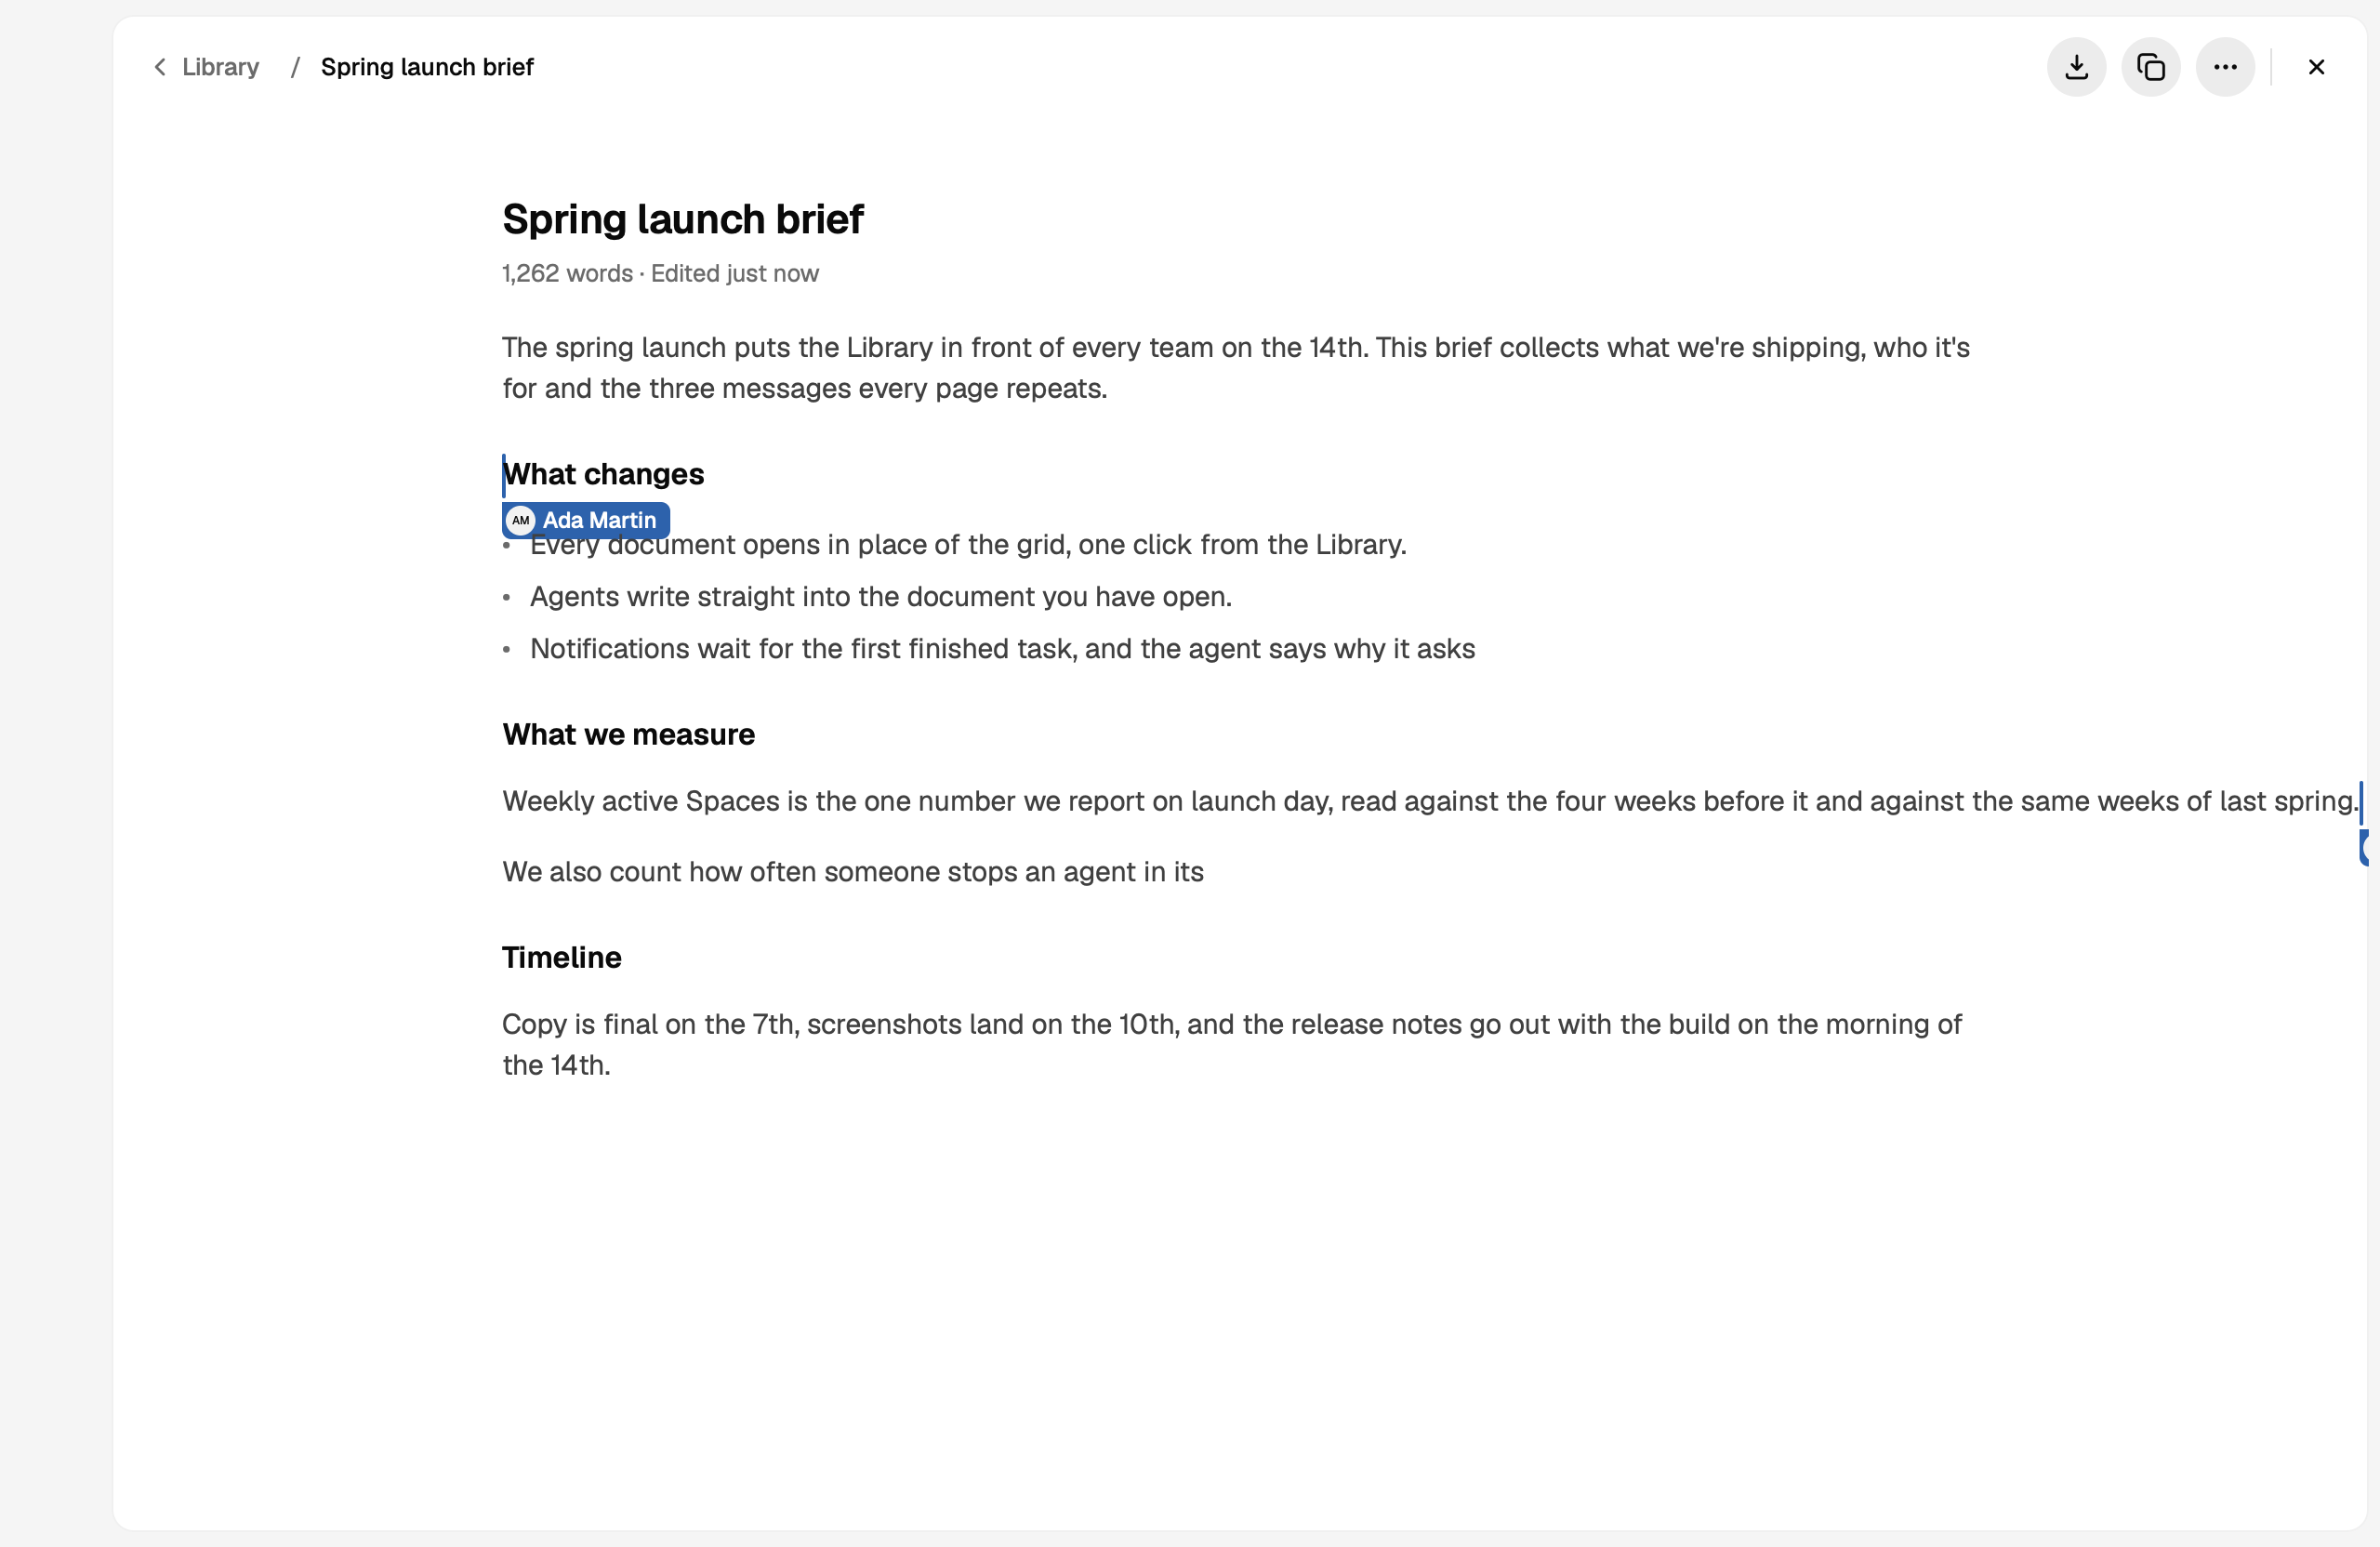 Library / Spring launch brief
Spring launch brief
1,262 words · Edited just now
The spring launch puts the Library in front of every team on the 14th. This brief collects what we're shipping, who it's
for and the three messages every page repeats.
What changes
AM Ada Martin
• Every document opens in place of the grid, one click from the Library.
• Agents write straight into the document you have open.
• Notifications wait for the first finished task, and the agent says why it asks
What we measure
Weekly active Spaces is the one number we report on launch day, read against the four weeks before it and against the same weeks of last spring.
We also count how often someone stops an agent in its
Timeline
Copy is final on the 7th, screenshots land on the 10th, and the release notes go out with the build on the morning of
the 14th.